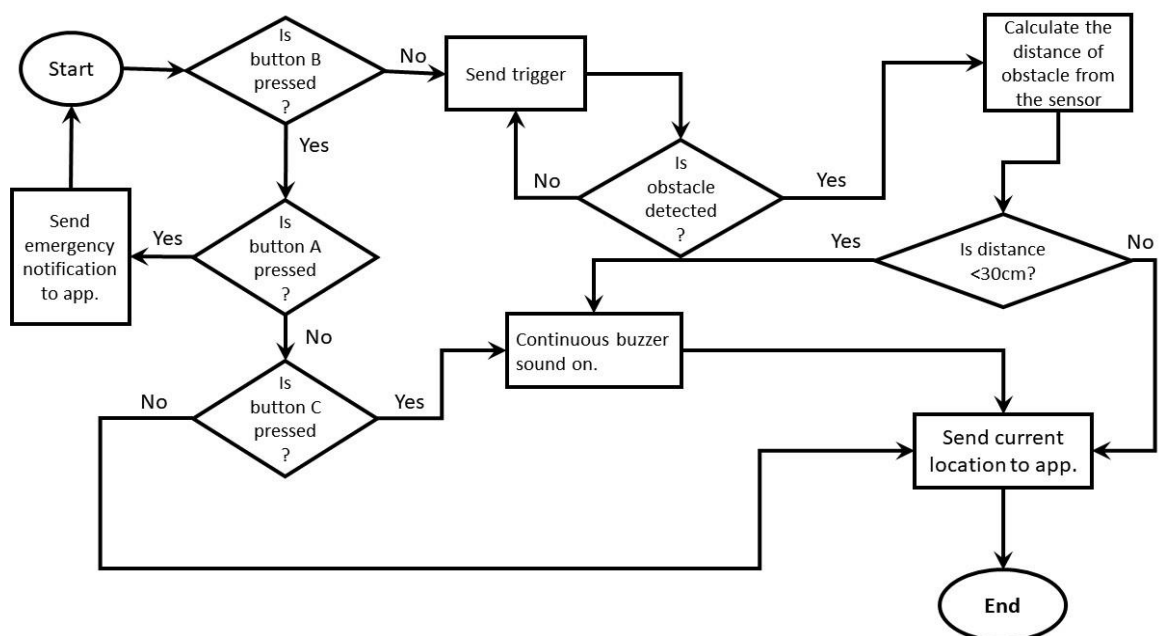 Start
Is
button B
pressed
?
No
Send trigger
Calculate the
distance of
obstacle from
the sensor
Yes
Is
obstacle
detected
?
No
Yes
Send
emergency
notification
to app.
Yes
Is
button A
pressed
?
Yes
Is distance
<30cm?
No
No
Continuous buzzer
sound on.
No
Is
button C
pressed
?
Yes
Send current
location to app.
End